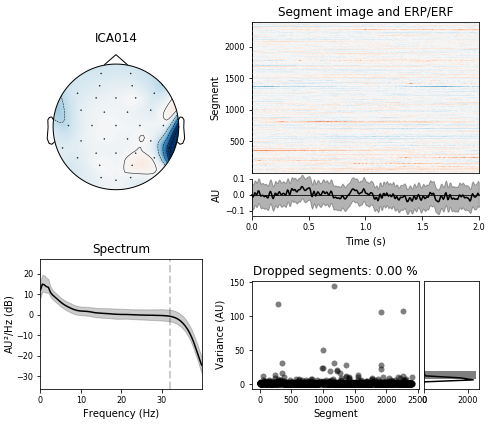 ICA014
Segment image and ERP/ERF
Segment
2000
1500
1000
500
AU
0.1
0.0
−0.1
0.0 0.5 1.0 1.5 2.0
Time (s)
Spectrum
AU²/Hz (dB)
20
10
0
−10
−20
−30
0 10 20 30
Frequency (Hz)
Dropped segments: 0.00 %
Variance (AU)
150
100
50
0
0 500 1000 1500 2000 2500
Segment
0 2000